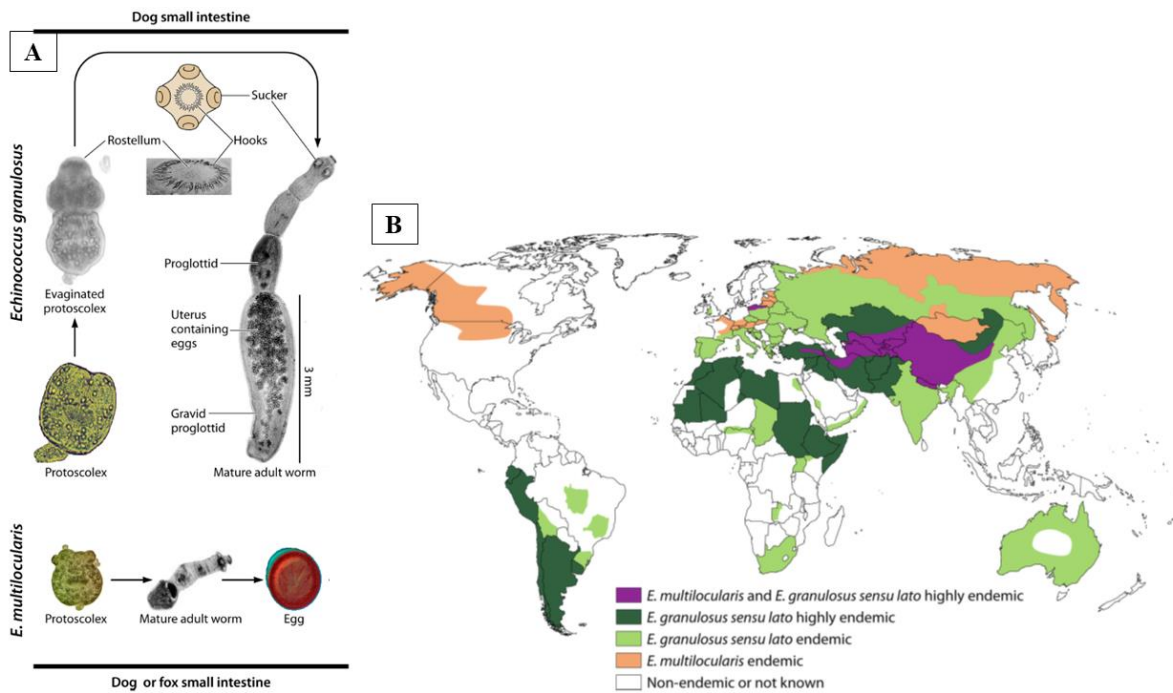 Dog small intestine
A
Echinococcus granulosus
Sucker
Rostellum
Hooks
Proglottid
Evaginated
protoscolex
Uterus
containing
eggs
3 mm
Gravid
proglottid
Protoscolex
Mature adult worm
E. multilocularis
Protoscolex
Mature adult worm
Egg
Dog or fox small intestine
B
E. multilocularis and E. granulosus sensu lato highly endemic
E. granulosus sensu lato highly endemic
E. granulosus sensu lato endemic
E. multilocularis endemic
Non-endemic or not known